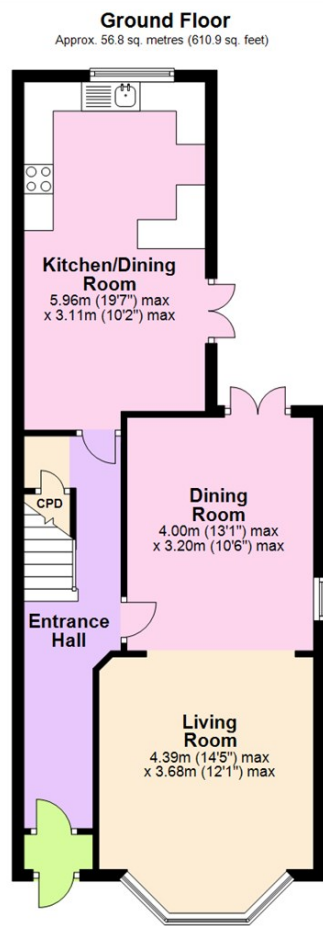 Ground Floor
Approx. 56.8 sq. metres (610.9 sq. feet)
Kitchen/Dining
Room
5.96m (19'7") max
x 3.11m (10'2") max
CPD
Dining
Room
4.00m (13'1") max
x 3.20m (10'6") max
Entrance
Hall
Living
Room
4.39m (14'5") max
x 3.68m (12'1") max